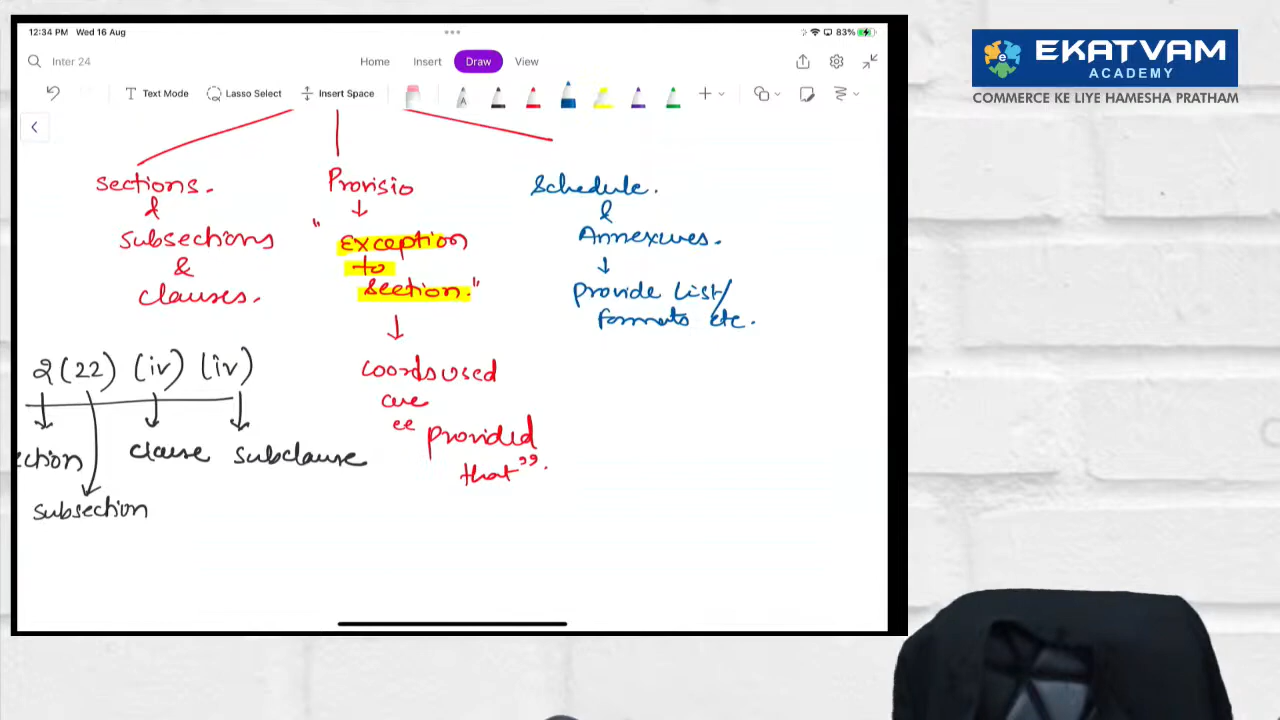 12:34 PM Wed 16 Aug
83%
EKATVAM
ACADEMY
COMMERCE KE LIYE HAMESHA PRATHAM
Inter 24
Home Insert Draw View
Text Mode Lasso Select Insert Space
Sections.
&
Subsections
&
Clauses.
Provisio
"Exception
to
Section."
words used
are
"Provided
that".
Schedule.
&
Annexures.
Provide List/
formats etc.
2(22) (iv) (iv)
ection
clause
subclause
subsection